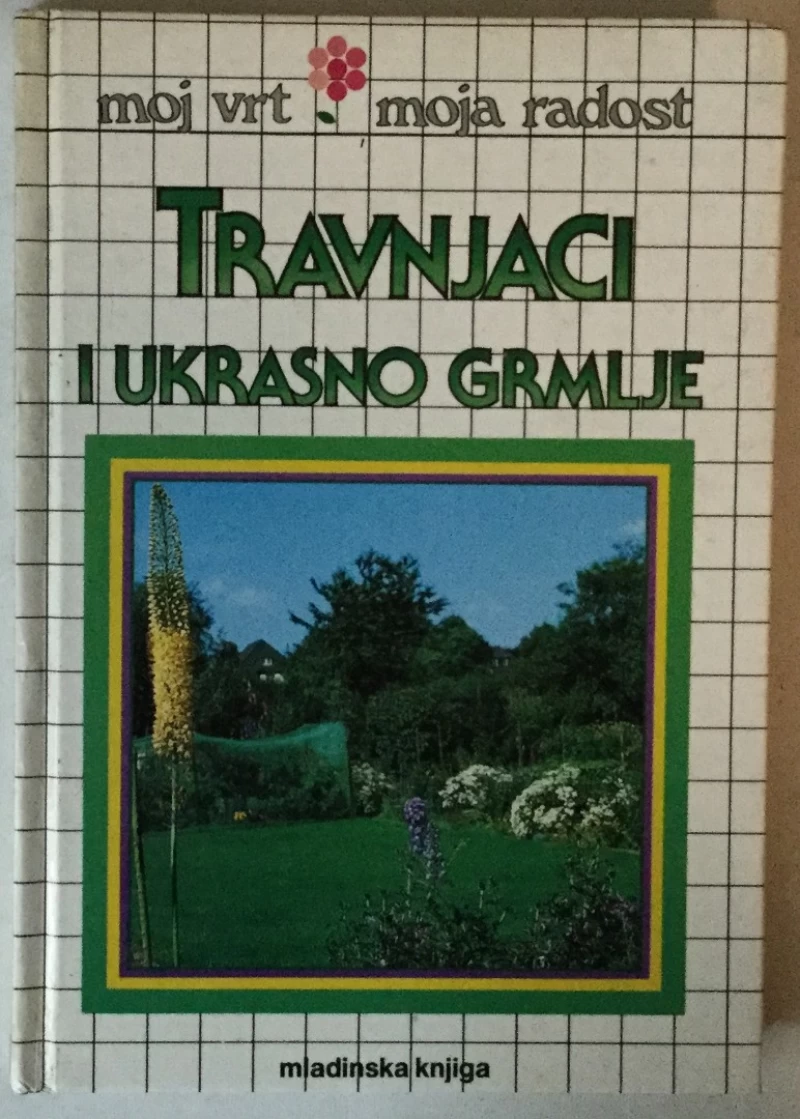 moj vrt moja radost
TRAVNJACI
I UKRASNO GRMLJE
mladinska knjiga